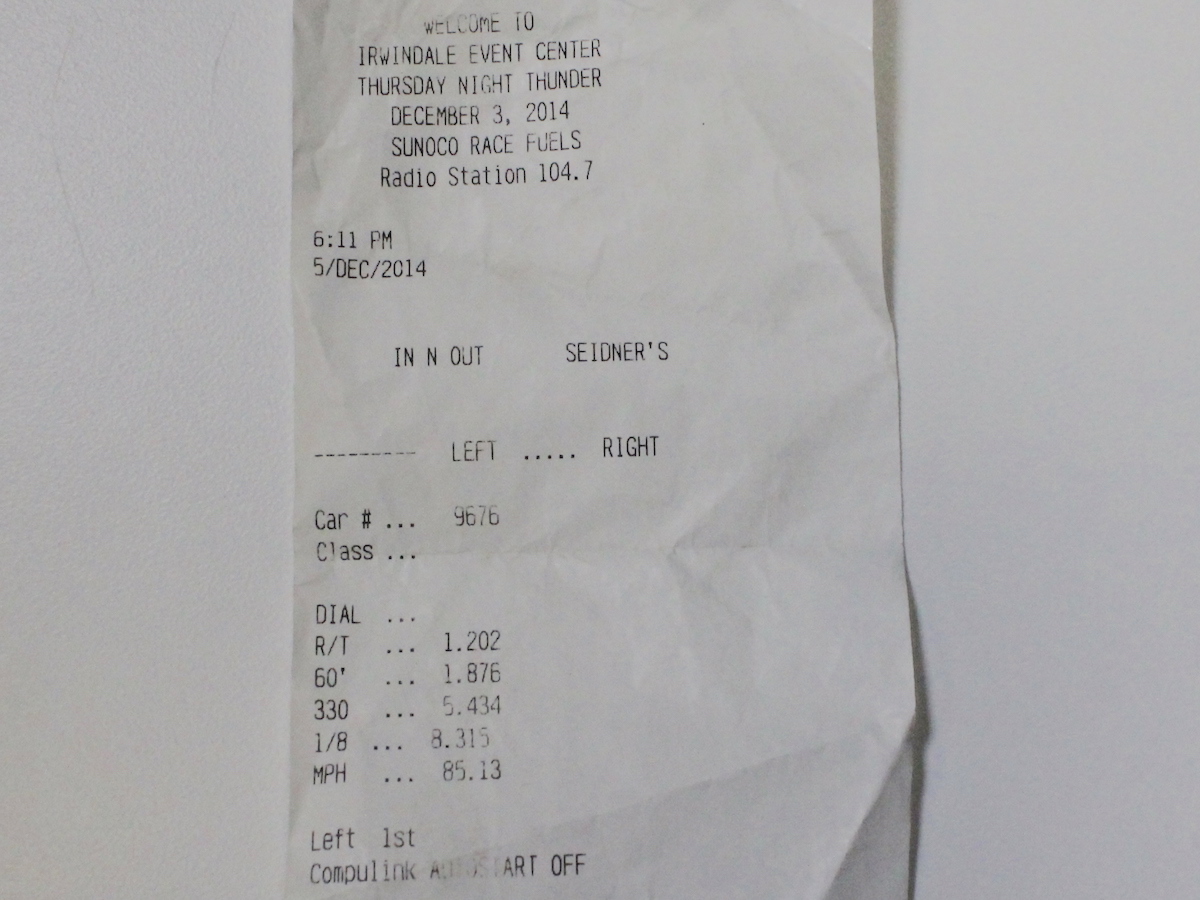 WELCOME TO
IRWINDALE EVENT CENTER
THURSDAY NIGHT THUNDER
DECEMBER 3, 2014
SUNOCO RACE FUELS
Radio Station 104.7
6:11 PM
5/DEC/2014
IN N OUT SEIDNER'S
--------- LEFT ..... RIGHT
Car # ... 9676
Class ...
DIAL ...
R/T ... 1.202
60' ... 1.876
330 ... 5.434
1/8 ... 8.315
MPH ... 85.13
Left 1st
Compulink AUTOSTART OFF